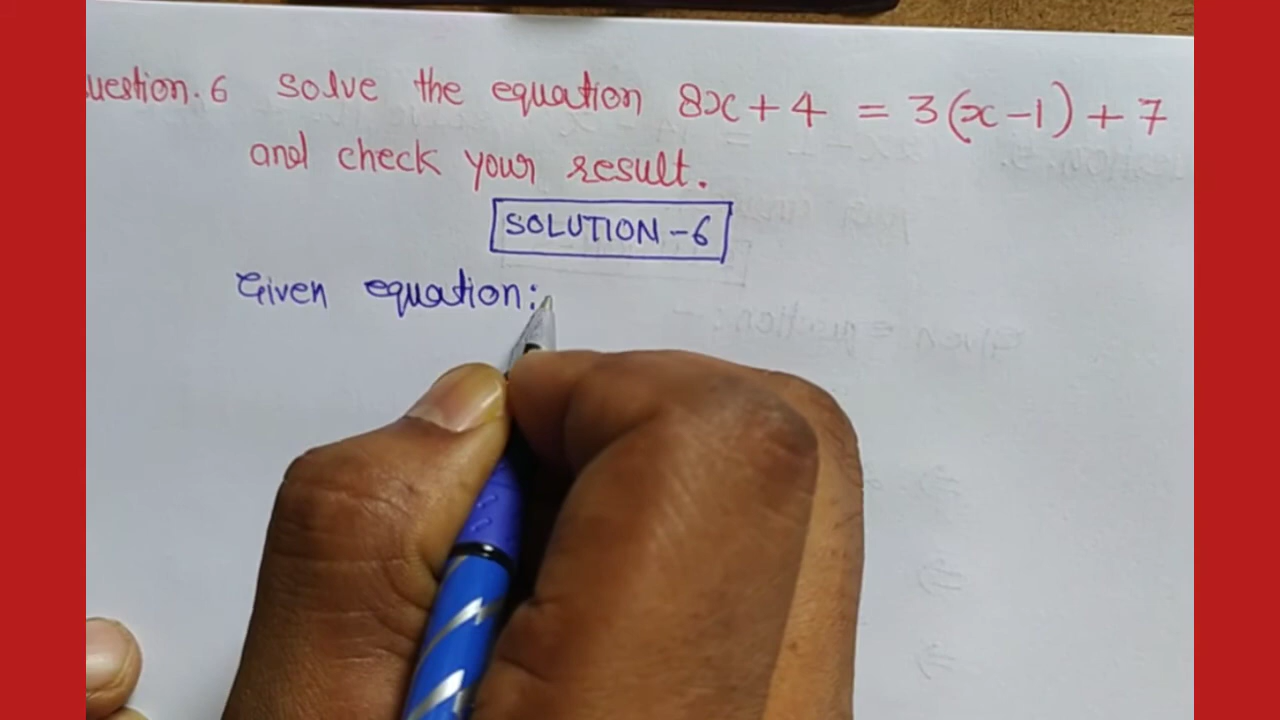 uestion. 6 solve the equation 8x + 4 = 3(x-1) + 7
and check your result.
SOLUTION - 6
Given equation: